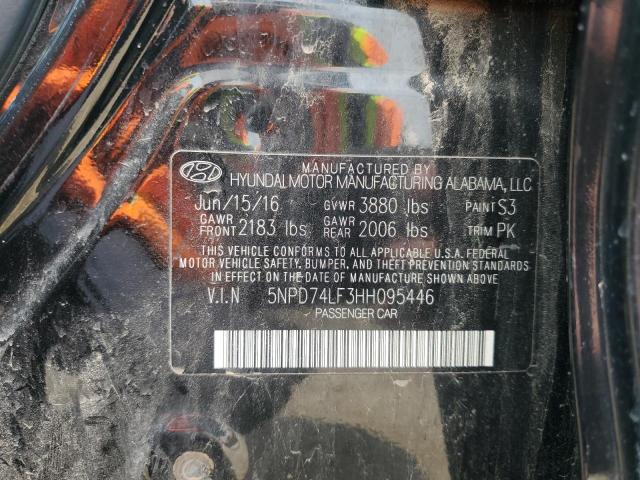 MANUFACTURED BY
HYUNDAI MOTOR MANUFACTURING ALABAMA, LLC
Jun/15/16 GVWR 3880 lbs PAINT S3
GAWR FRONT 2183 lbs GAWR REAR 2006 lbs TRIM PK
THIS VEHICLE CONFORMS TO ALL APPLICABLE U.S.A. FEDERAL
MOTOR VEHICLE SAFETY, BUMPER, AND THEFT PREVENTION STANDARDS
IN EFFECT ON THE DATE OF MANUFACTURE SHOWN ABOVE
V.I.N 5NPD74LF3HH095446
PASSENGER CAR